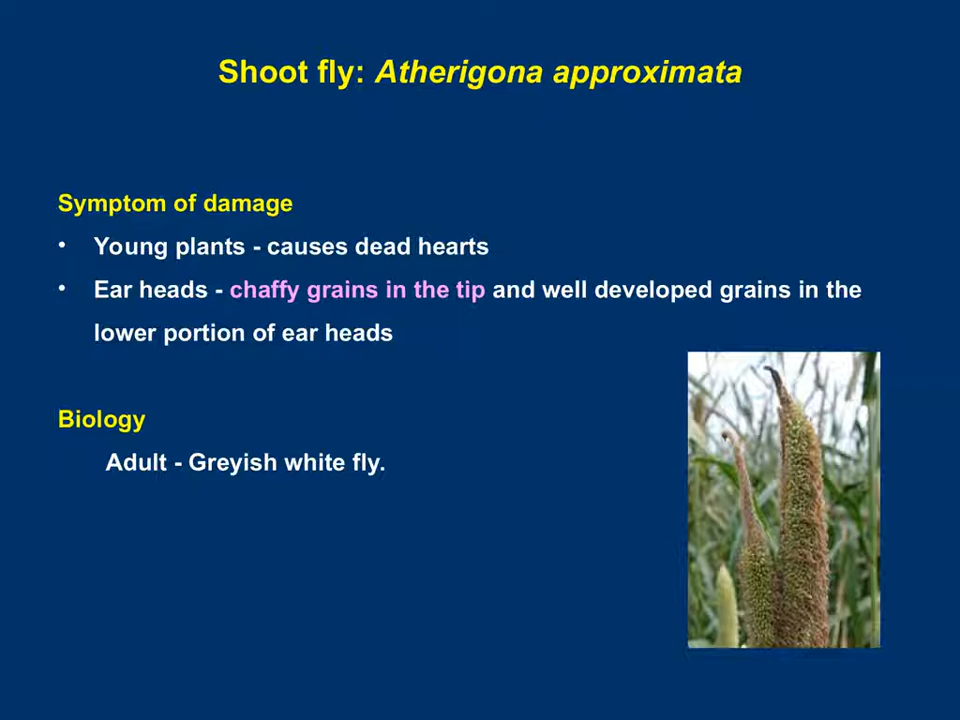 Shoot fly: Atherigona approximata
Symptom of damage
• Young plants - causes dead hearts
• Ear heads - chaffy grains in the tip and well developed grains in the
lower portion of ear heads
Biology
Adult - Greyish white fly.